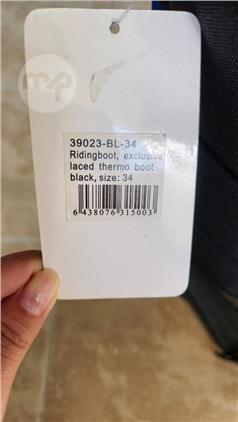 39023-BL-34
Ridingboot, exclusive
laced thermo boot
black, size: 34
6 438076 315003